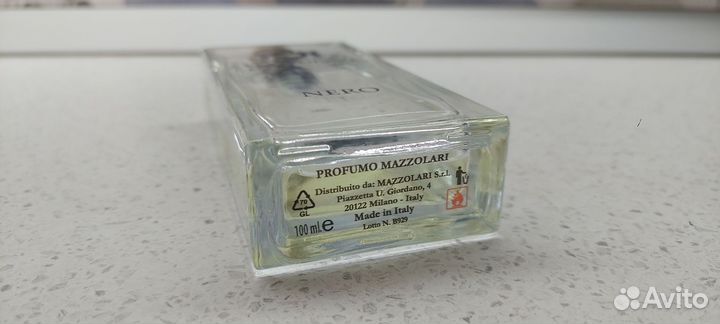 NERO
PROFUMO MAZZOLARI
Distribuito da: MAZZOLARI S.r.l.
Piazzetta U. Giordano, 4
20122 Milano - Italy
Made in Italy
Lotto N. B929
70
GL
100 ml.e
Avito